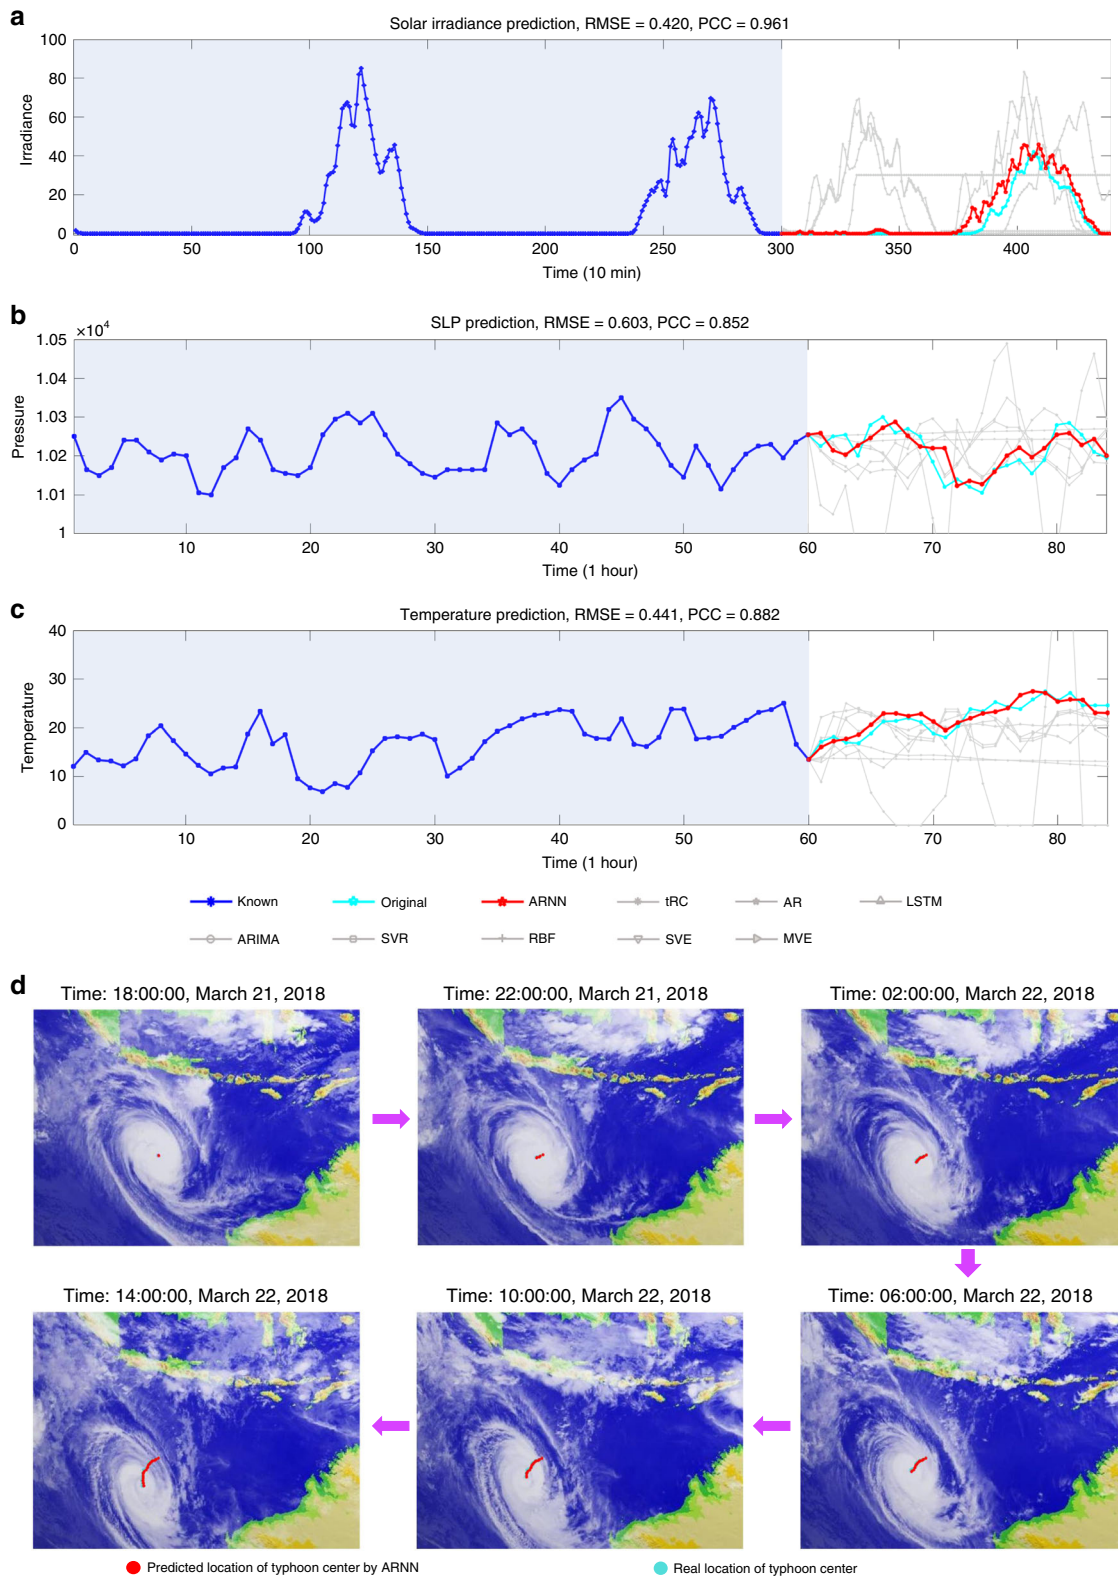 a
Solar irradiance prediction, RMSE = 0.420, PCC = 0.961
100
80
60
40
20
0
Irradiance
0 50 100 150 200 250 300 350 400
Time (10 min)
b
SLP prediction, RMSE = 0.603, PCC = 0.852
×10⁴
1.05
1.04
1.03
1.02
1.01
1
Pressure
10 20 30 40 50 60 70 80
Time (1 hour)
c
Temperature prediction, RMSE = 0.441, PCC = 0.882
40
30
20
10
0
Temperature
10 20 30 40 50 60 70 80
Time (1 hour)
Known Original ARNN tRC AR LSTM
ARIMA SVR RBF SVE MVE
d
Time: 18:00:00, March 21, 2018
Time: 22:00:00, March 21, 2018
Time: 02:00:00, March 22, 2018
Time: 14:00:00, March 22, 2018
Time: 10:00:00, March 22, 2018
Time: 06:00:00, March 22, 2018
Predicted location of typhoon center by ARNN
Real location of typhoon center